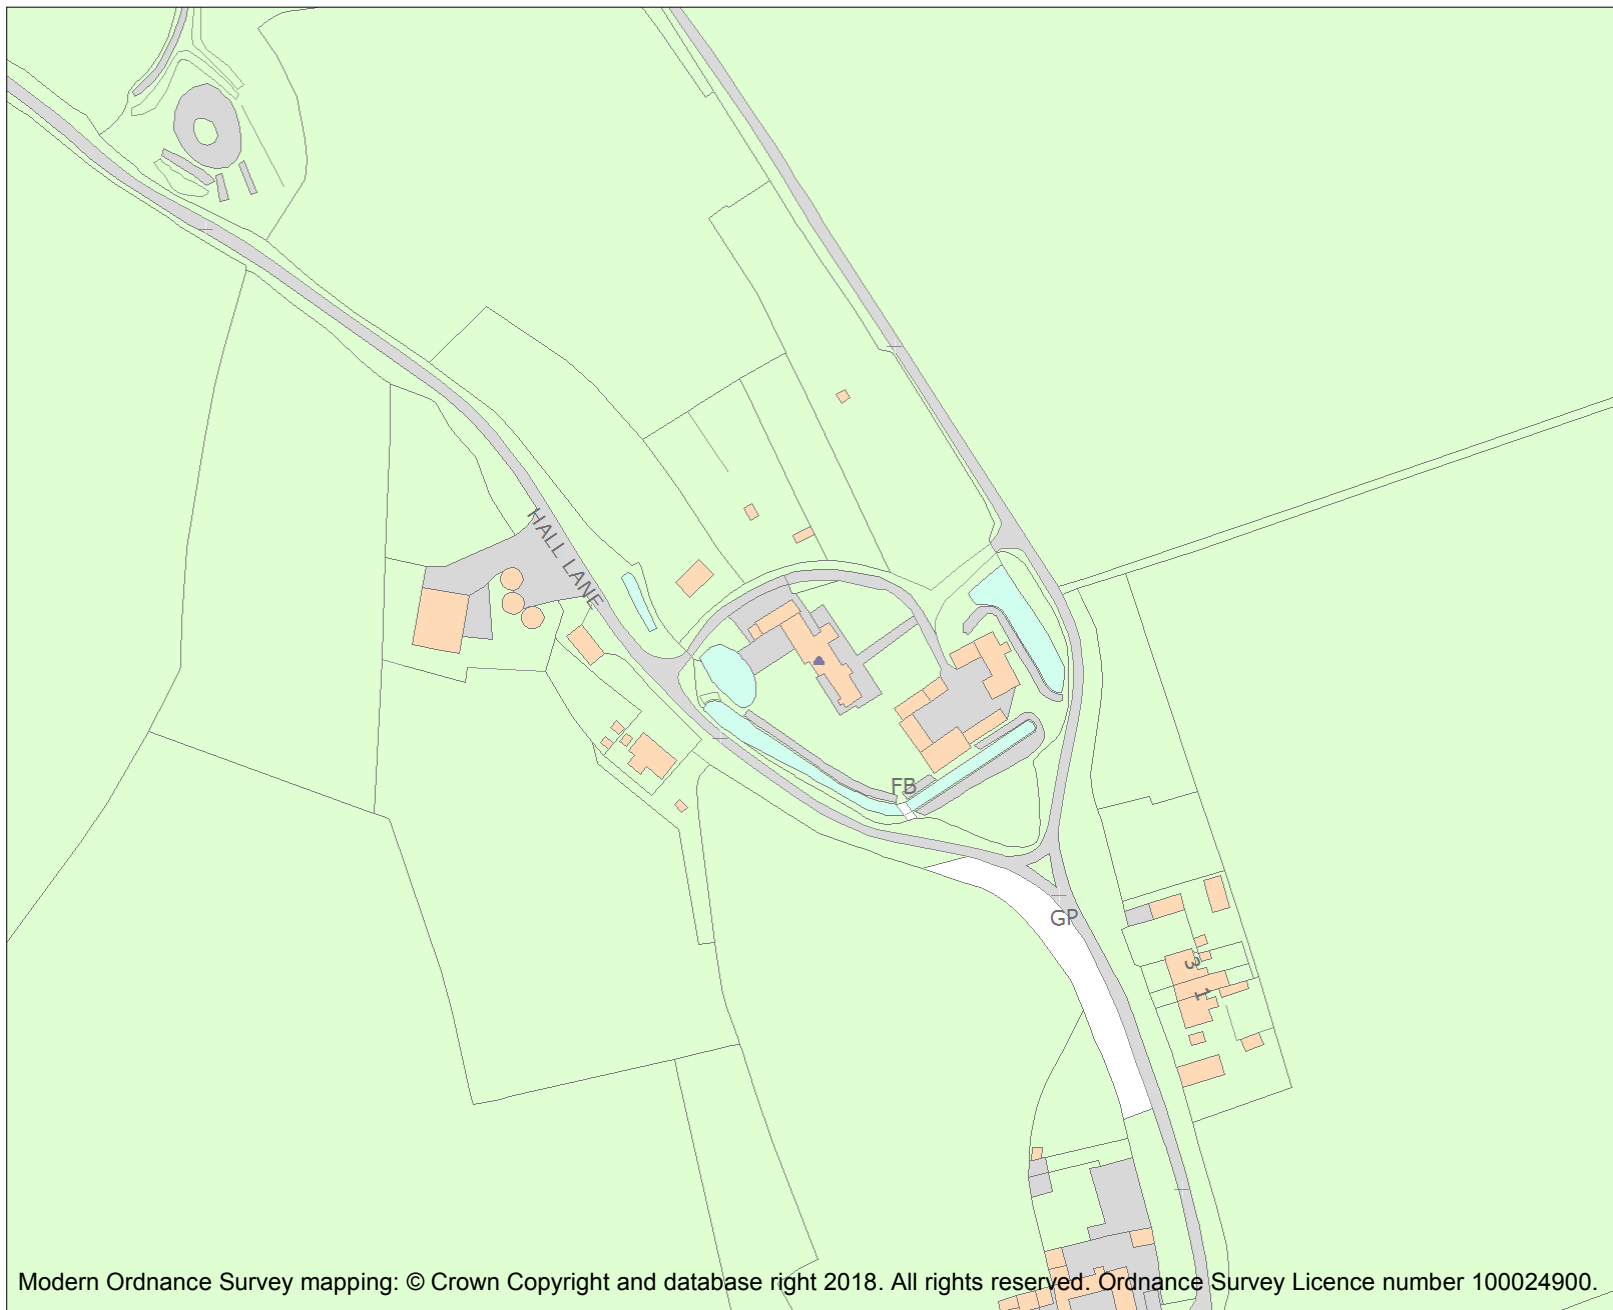 HALL LANE
FB
GP
3
1
Modern Ordnance Survey mapping: © Crown Copyright and database right 2018. All rights reserved. Ordnance Survey Licence number 100024900.